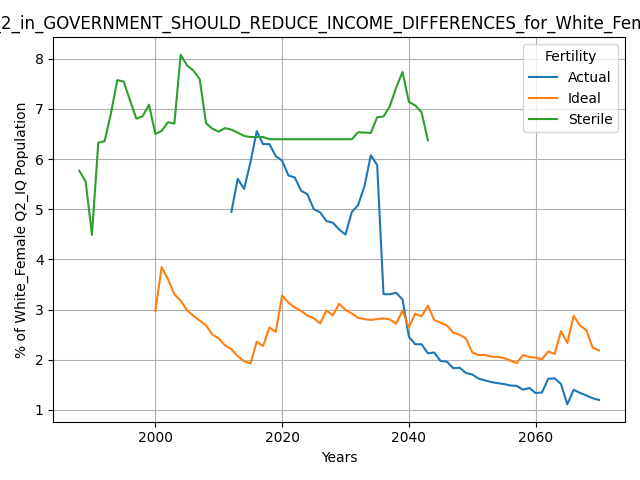 _2_in_GOVERNMENT_SHOULD_REDUCE_INCOME_DIFFERENCES_for_White_Fem
Fertility
Actual
Ideal
Sterile
% of White_Female Q2_IQ Population
8
7
6
5
4
3
2
1
2000 2020 2040 2060
Years